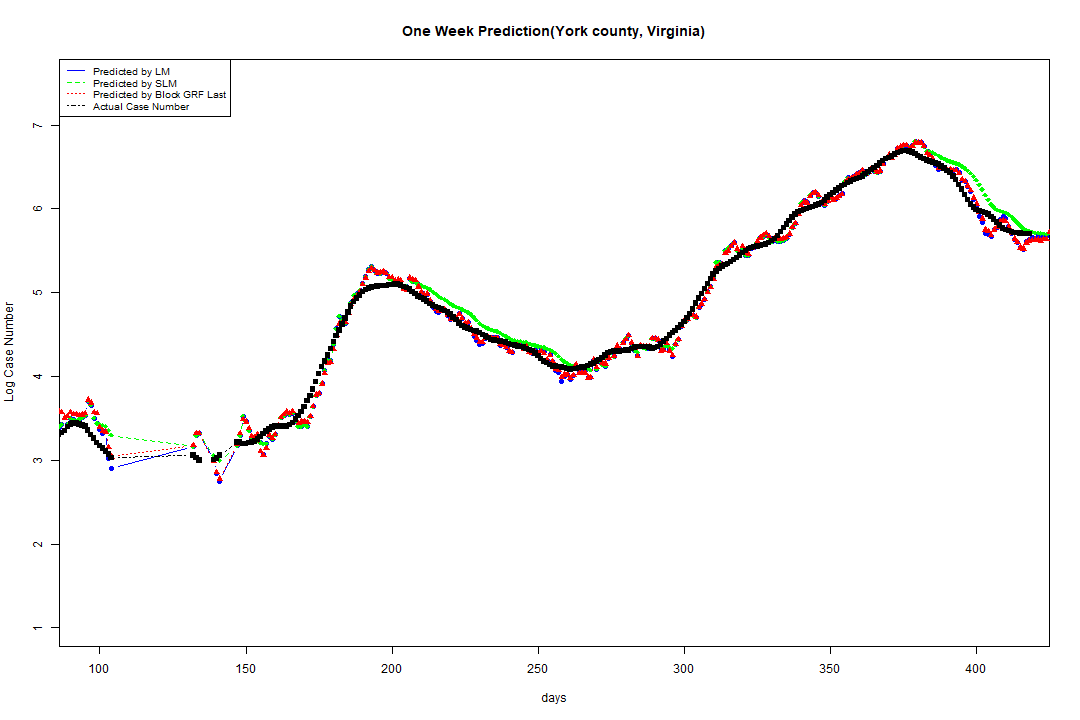 One Week Prediction(York county, Virginia)
Predicted by LM
Predicted by SLM
Predicted by Block GRF Last
Actual Case Number
Log Case Number
7
6
5
4
3
2
1
100 150 200 250 300 350 400
days